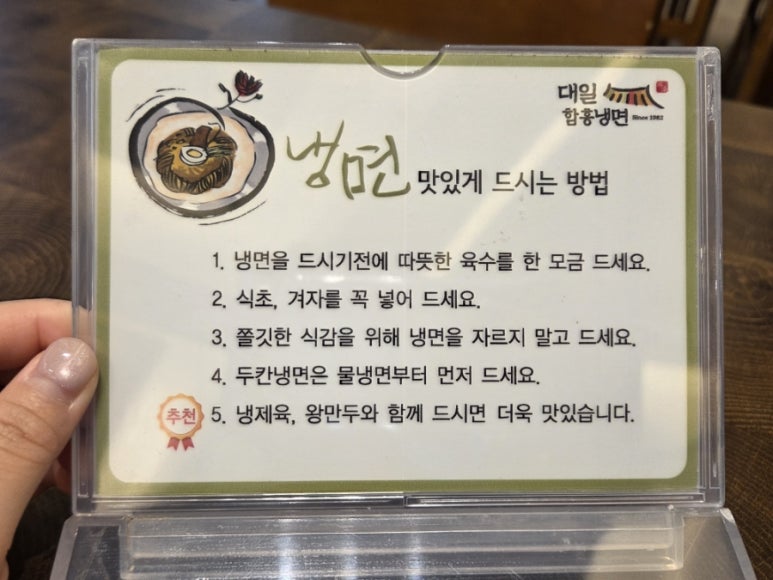 대일
함흥냉면 Since 1982
냉면 맛있게 드시는 방법
1. 냉면을 드시기전에 따뜻한 육수를 한 모금 드세요.
2. 식초, 겨자를 꼭 넣어 드세요.
3. 쫄깃한 식감을 위해 냉면을 자르지 말고 드세요.
4. 두칸냉면은 물냉면부터 먼저 드세요.
추천 5. 냉제육, 왕만두와 함께 드시면 더욱 맛있습니다.